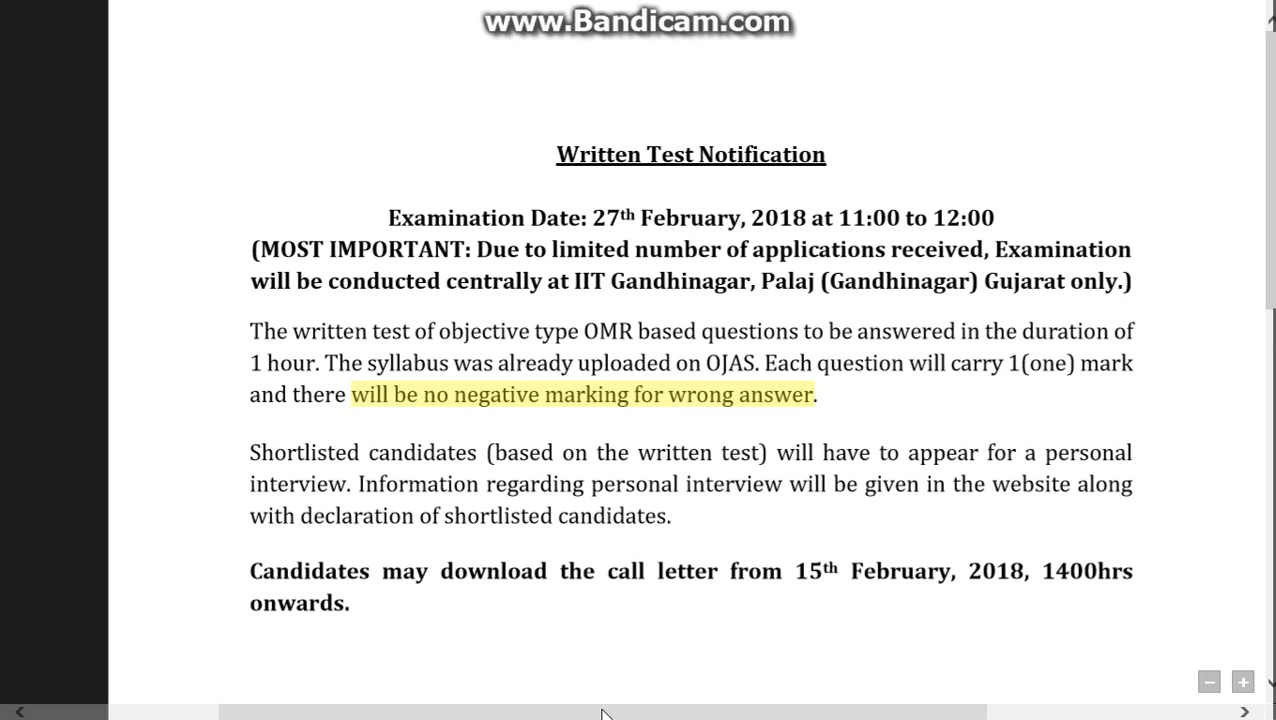 www.Bandicam.com
Written Test Notification
Examination Date: 27th February, 2018 at 11:00 to 12:00
(MOST IMPORTANT: Due to limited number of applications received, Examination
will be conducted centrally at IIT Gandhinagar, Palaj (Gandhinagar) Gujarat only.)
The written test of objective type OMR based questions to be answered in the duration of
1 hour. The syllabus was already uploaded on OJAS. Each question will carry 1(one) mark
and there will be no negative marking for wrong answer.
Shortlisted candidates (based on the written test) will have to appear for a personal
interview. Information regarding personal interview will be given in the website along
with declaration of shortlisted candidates.
Candidates may download the call letter from 15th February, 2018, 1400hrs
onwards.